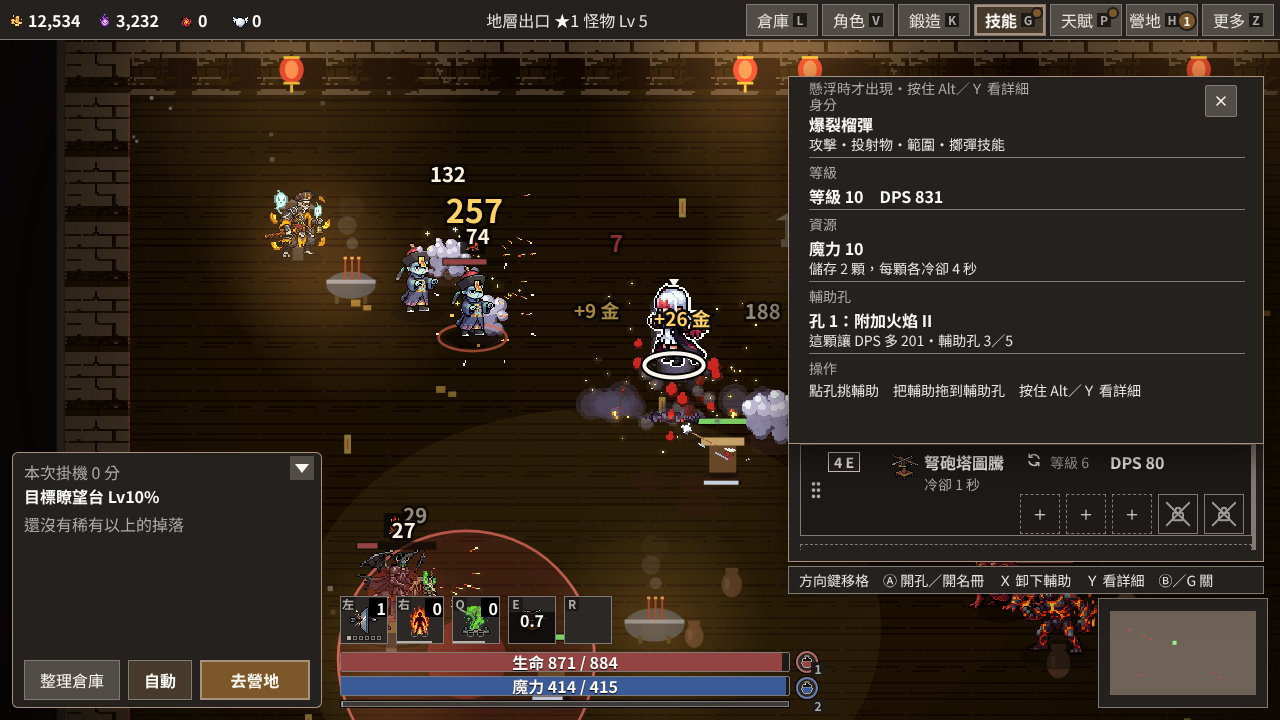 12,534
3,232
0
0
地層出口 ★1 怪物 Lv 5
倉庫 L
角色 V
鍛造 K
技能 G
天賦 P
營地 H 1
更多 Z
懸浮時才出現・按住 Alt／Y 看詳細
身分
爆裂榴彈
攻擊・投射物・範圍・擲彈技能
等級
等級 10 DPS 831
資源
魔力 10
儲存 2 顆，每顆各冷卻 4 秒
輔助孔
孔 1：附加火焰 II
這顆讓 DPS 多 201・輔助孔 3／5
操作
點孔挑輔助 把輔助拖到輔助孔 按住 Alt／Y 看詳細
4 E
弩砲塔圖騰
等級 6
DPS 80
冷卻 1 秒
+ + +
方向鍵移格 Ⓐ 開孔／開名冊 X 卸下輔助 Y 看詳細 Ⓑ／G 關
132
257
74
7
+9 金
+26 金
188
29
27
本次掛機 0 分
目標瞭望台 Lv10%
還沒有稀有以上的掉落
整理倉庫
自動
去營地
左 1
右 0
Q 0
E 0.7
R
生命 871 / 884
1
魔力 414 / 415
2